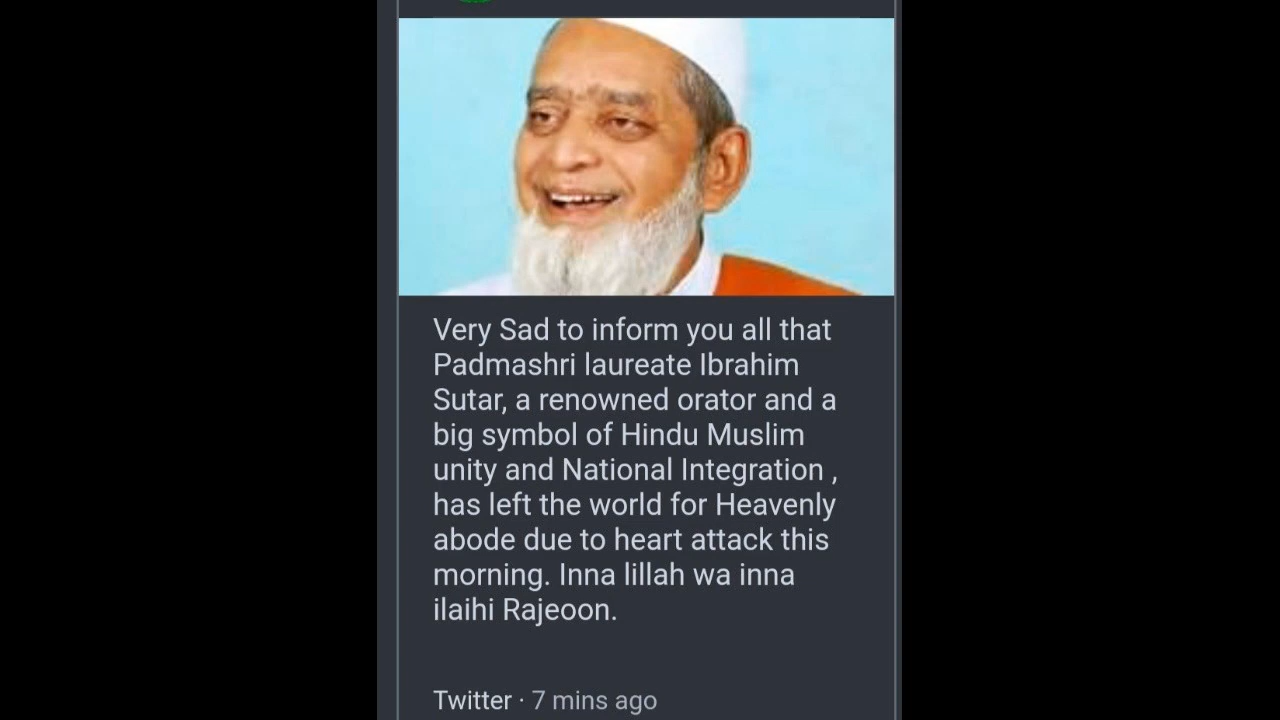 Very Sad to inform you all that
Padmashri laureate Ibrahim
Sutar, a renowned orator and a
big symbol of Hindu Muslim
unity and National Integration ,
has left the world for Heavenly
abode due to heart attack this
morning. Inna lillah wa inna
ilaihi Rajeoon.
Twitter · 7 mins ago